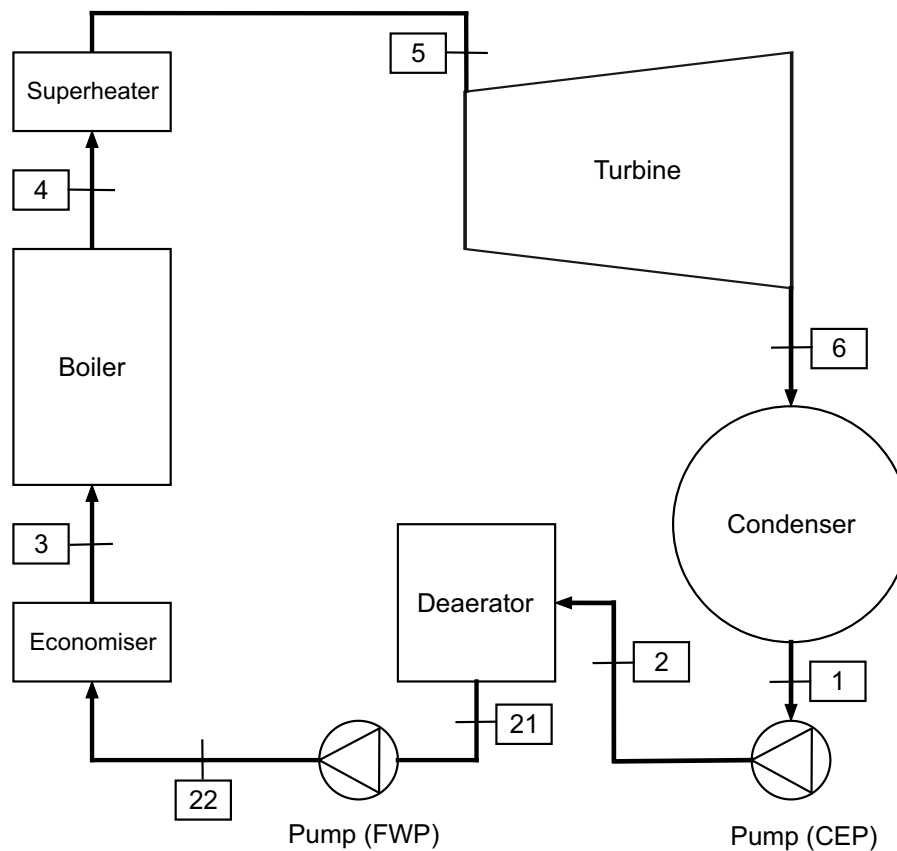 5
Superheater
Turbine
4
6
Boiler
Condenser
3
Deaerator
Economiser
2
1
21
22
Pump (FWP)
Pump (CEP)